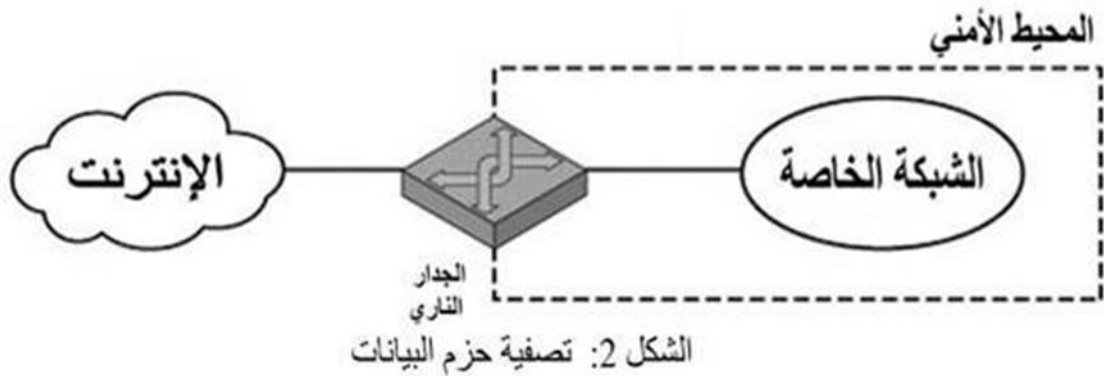 المحيط الأمني
الإنترنت
الشبكة الخاصة
الجدار
الناري
الشكل 2: تصفية حزم البيانات